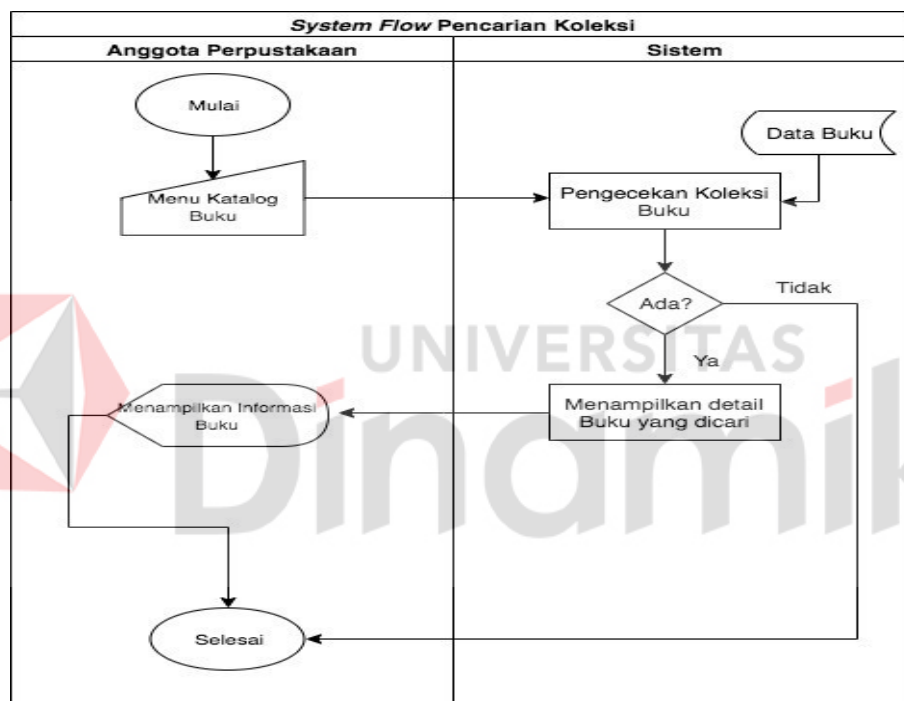 System Flow Pencarian Koleksi
Anggota Perpustakaan
Sistem
Mulai
Data Buku
Menu Katalog
Buku
Pengecekan Koleksi
Buku
Ada?
Tidak
UNIVERSITAS
Ya
Dinamik
Menampilkan Informasi
Buku
Menampilkan detail
Buku yang dicari
Selesai